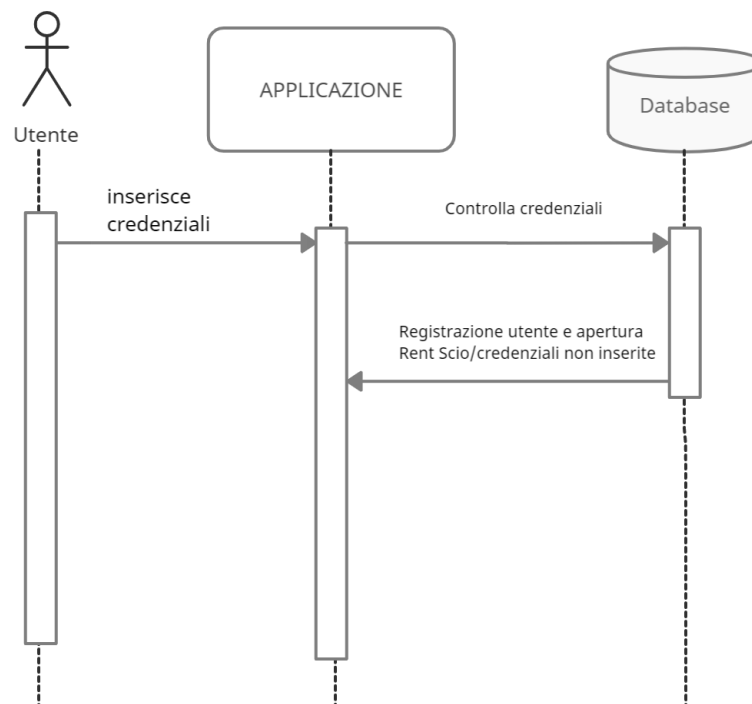 Utente
APPLICAZIONE
Database
inserisce
credenziali
Controlla credenziali
Registrazione utente e apertura
Rent Scio/credenziali non inserite